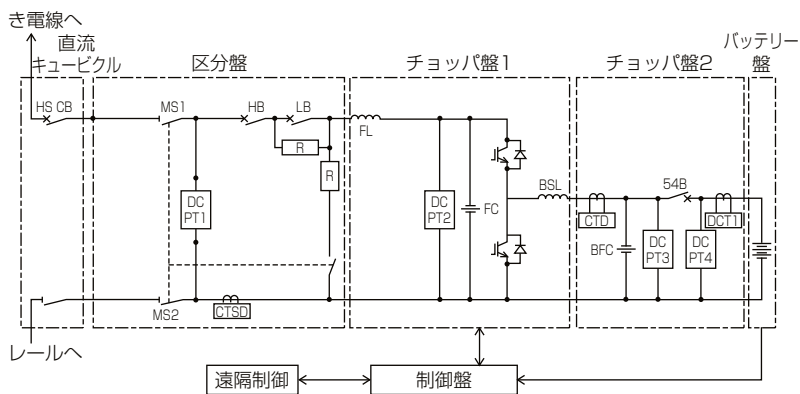 き電線へ
直流
キュービクル
区分盤
チョッパ盤1
チョッパ盤2
バッテリー
盤
HS CB
MS1
HB
LB
R
R
FL
DC
PT1
DC
PT2
FC
BSL
CTD
54B
DCT1
BFC
DC
PT3
DC
PT4
MS2
CTSD
レールへ
遠隔制御
制御盤